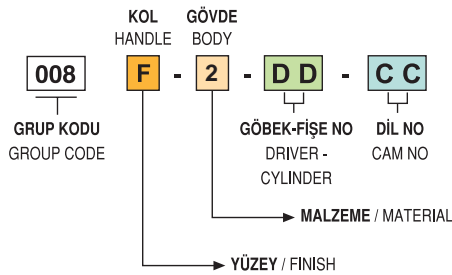 KOL GÖVDE
HANDLE BODY
008 F - 2 - D D - C C
GRUP KODU GÖBEK-FİŞE NO DİL NO
GROUP CODE DRIVER - CAM NO
CYLINDER
MALZEME / MATERIAL
YÜZEY / FINISH